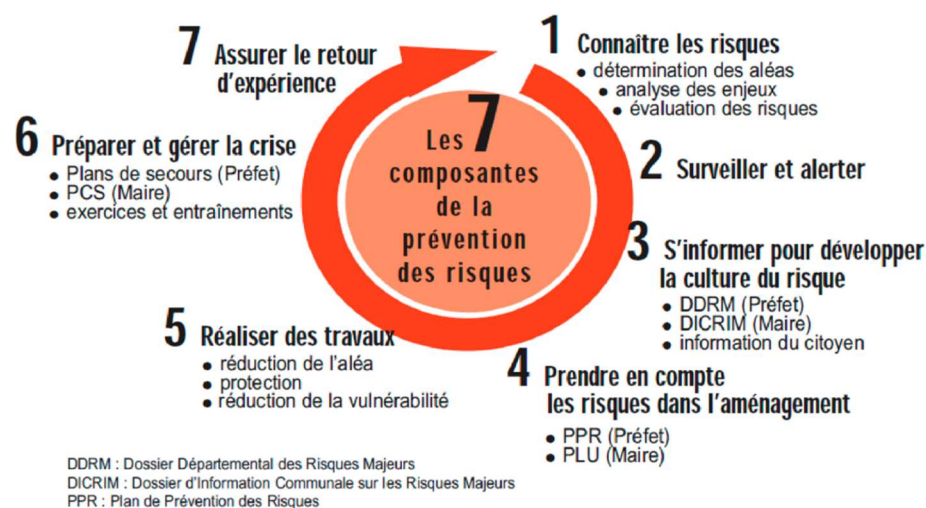 Les 7
composantes
de la
prévention
des risques
1 Connaître les risques
• détermination des aléas
• analyse des enjeux
• évaluation des risques
2 Surveiller et alerter
3 S'informer pour développer
la culture du risque
• DDRM (Préfet)
• DICRIM (Maire)
• information du citoyen
4 Prendre en compte
les risques dans l'aménagement
• PPR (Préfet)
• PLU (Maire)
5 Réaliser des travaux
• réduction de l'aléa
• protection
• réduction de la vulnérabilité
6 Préparer et gérer la crise
• Plans de secours (Préfet)
• PCS (Maire)
• exercices et entraînements
7 Assurer le retour
d'expérience
DDRM : Dossier Départemental des Risques Majeurs
DICRIM : Dossier d'Information Communale sur les Risques Majeurs
PPR : Plan de Prévention des Risques